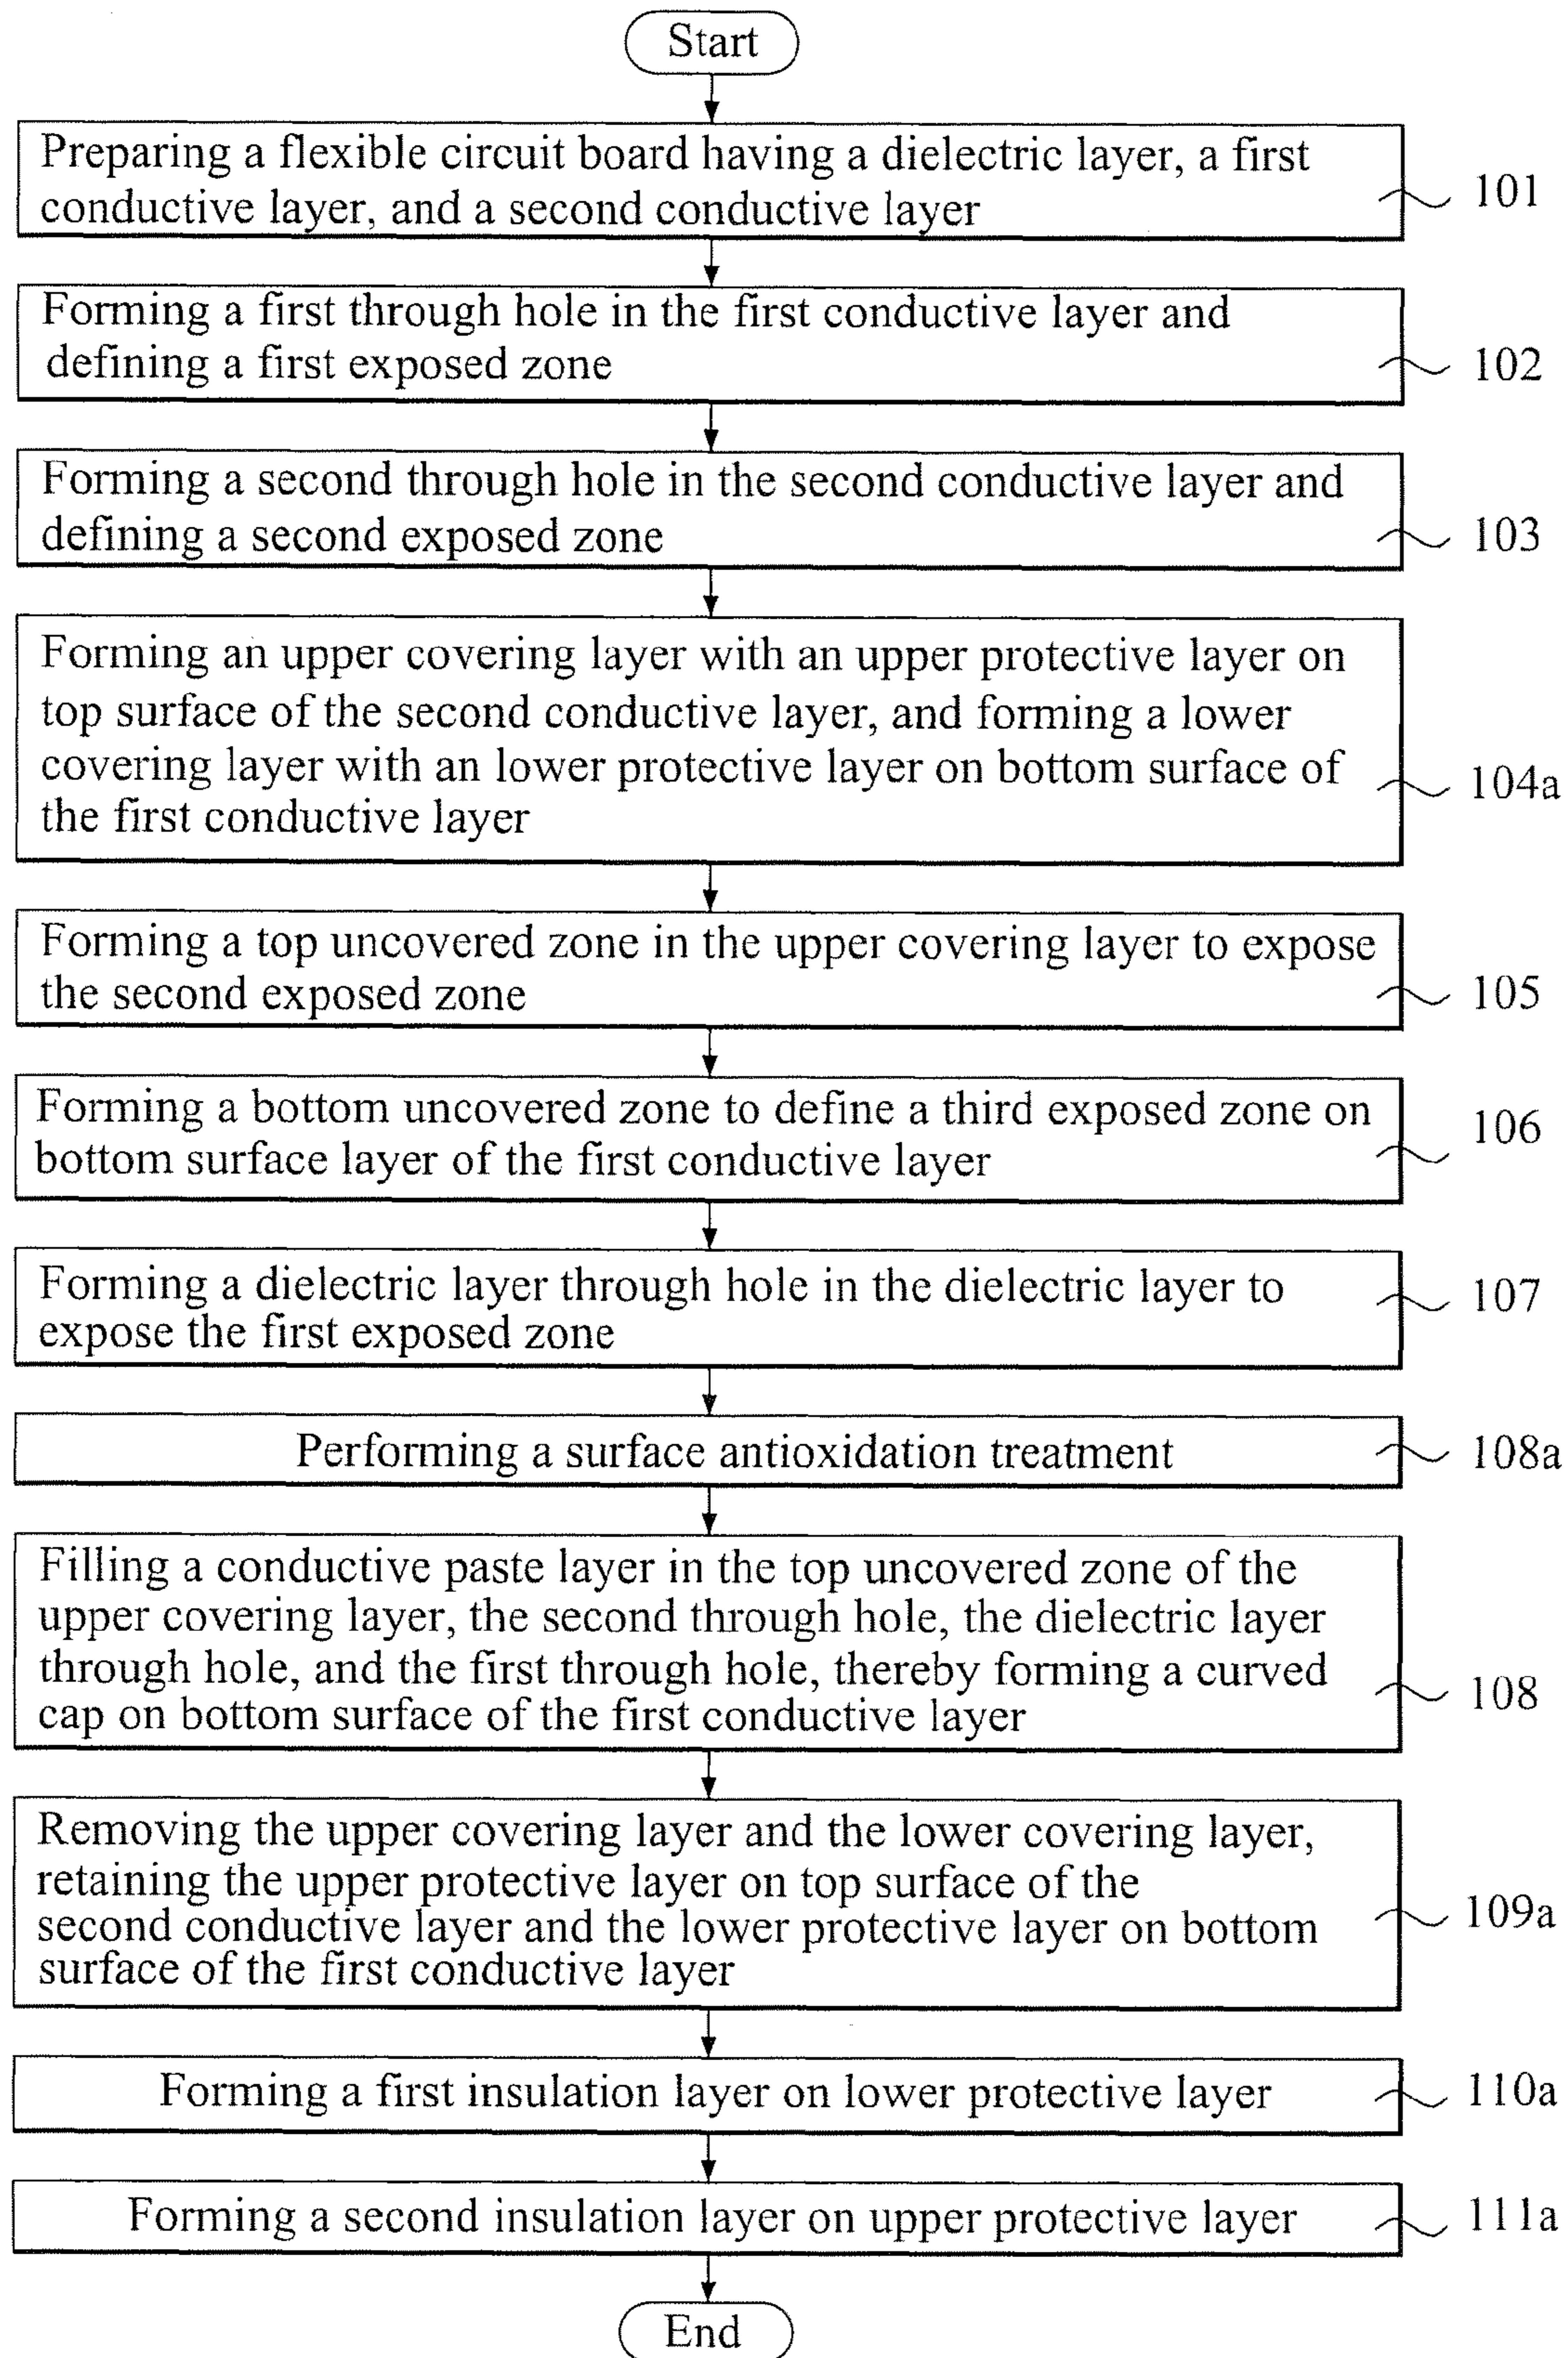 Start
Preparing a flexible circuit board having a dielectric layer, a first
conductive layer, and a second conductive layer
101
Forming a first through hole in the first conductive layer and
defining a first exposed zone
102
Forming a second through hole in the second conductive layer and
defining a second exposed zone
103
Forming an upper covering layer with an upper protective layer on
top surface of the second conductive layer, and forming a lower
covering layer with an lower protective layer on bottom surface of
the first conductive layer
104a
Forming a top uncovered zone in the upper covering layer to expose
the second exposed zone
105
Forming a bottom uncovered zone to define a third exposed zone on
bottom surface layer of the first conductive layer
106
Forming a dielectric layer through hole in the dielectric layer to
expose the first exposed zone
107
Performing a surface antioxidation treatment
108a
Filling a conductive paste layer in the top uncovered zone of the
upper covering layer, the second through hole, the dielectric layer
through hole, and the first through hole, thereby forming a curved
cap on bottom surface of the first conductive layer
108
Removing the upper covering layer and the lower covering layer,
retaining the upper protective layer on top surface of the
second conductive layer and the lower protective layer on bottom
surface of the first conductive layer
109a
Forming a first insulation layer on lower protective layer
110a
Forming a second insulation layer on upper protective layer
111a
End